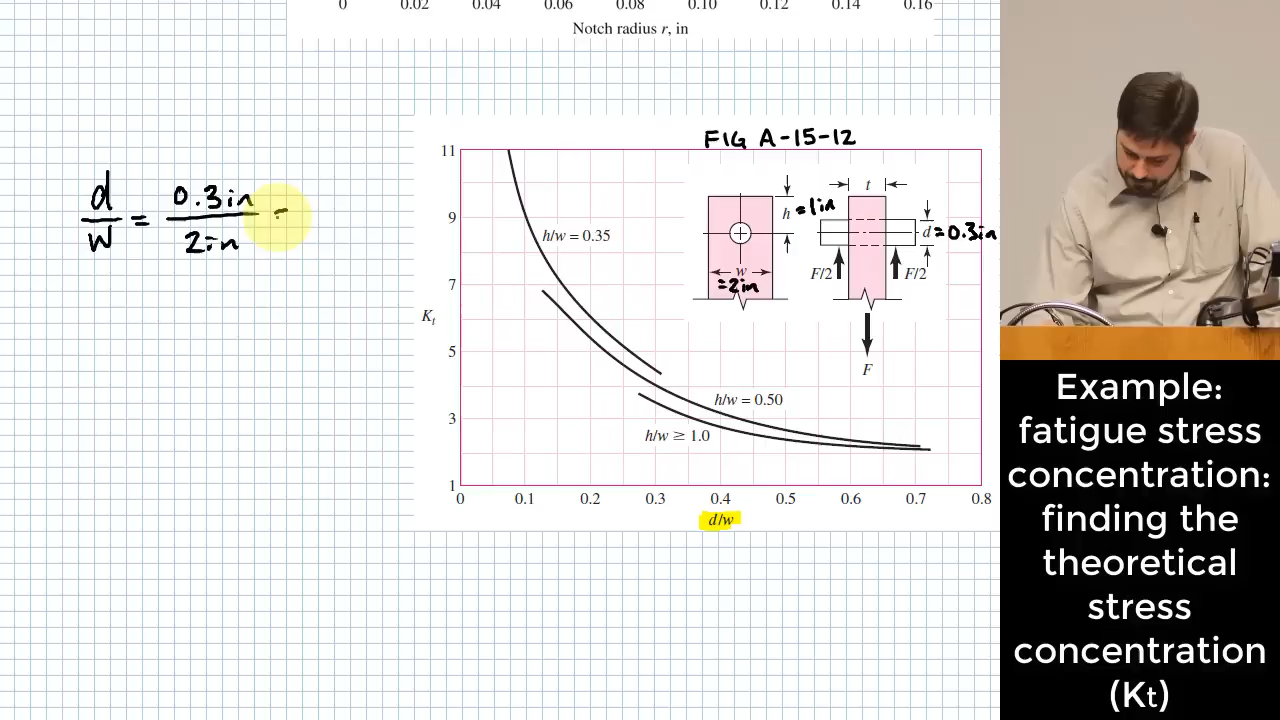 0 0.02 0.04 0.06 0.08 0.10 0.12 0.14 0.16
Notch radius r, in
FIG A-15-12
d/w = 0.3in/2in =
11
9
7
5
3
1
Kt
h/w = 0.35
h/w = 0.50
h/w ≥ 1.0
h =1in
w
=2in
t
d =0.3in
F/2 F/2
F
0 0.1 0.2 0.3 0.4 0.5 0.6 0.7 0.8
d/w
Example:
fatigue stress
concentration:
finding the
theoretical
stress
concentration
(Kt)